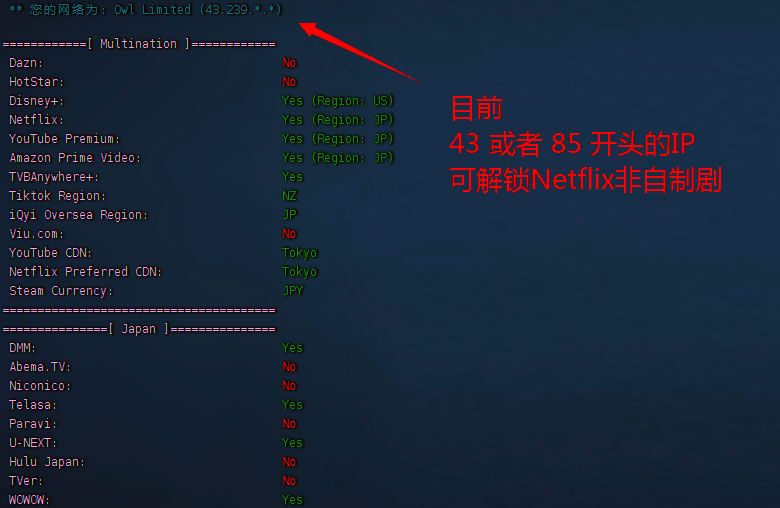 ** 您的网络为: Owl Limited (43.239.*.*)
============[ Multination ]============
Dazn: No
HotStar: No
Disney+: Yes (Region: US)
Netflix: Yes (Region: JP)
YouTube Premium: Yes (Region: JP)
Amazon Prime Video: Yes (Region: JP)
TVBAnywhere+: Yes
Tiktok Region: NZ
iQyi Oversea Region: JP
Viu.com: No
YouTube CDN: Tokyo
Netflix Preferred CDN: Tokyo
Steam Currency: JPY
=======================================
===============[ Japan ]===============
DMM: Yes
Abema.TV: No
Niconico: No
Telasa: Yes
Paravi: No
U-NEXT: Yes
Hulu Japan: No
TVer: No
WOWOW: Yes
目前
43 或者 85 开头的IP
可解锁Netflix非自制剧